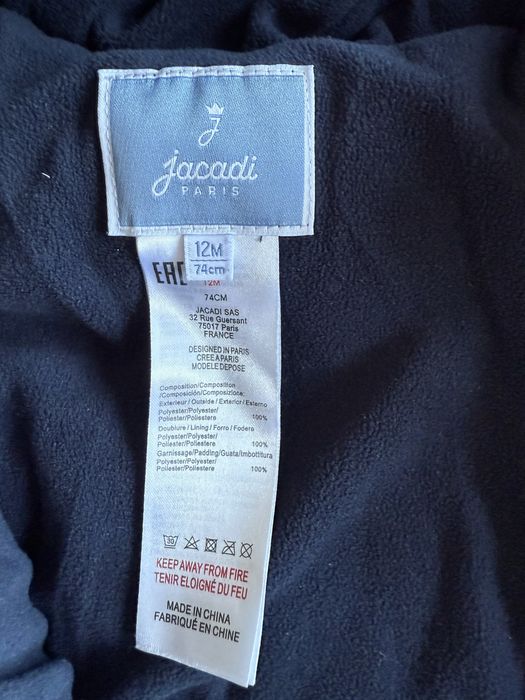 J
jacadi
PARIS
12M
74cm
EAC
12M
74CM
JACADI SAS
32 Rue Guersant
75017 Paris
FRANCE
DESIGNED IN PARIS
CREE A PARIS
MODELE DEPOSE
Composition/Composition
/Composición/Composizione:
Exterieur/Outside/Exterior/Esterno
Polyester/Polyester/
Poliester/Poliestere 100%
Doublure/Lining/Forro/Fodera
Polyester/Polyester/
Poliester/Poliestere 100%
Garnissage/Padding/Guata/Imbottitura
Polyester/Polyester/
Poliester/Poliestere 100%
30
KEEP AWAY FROM FIRE
TENIR ELOIGNÉ DU FEU
MADE IN CHINA
FABRIQUÉ EN CHINE